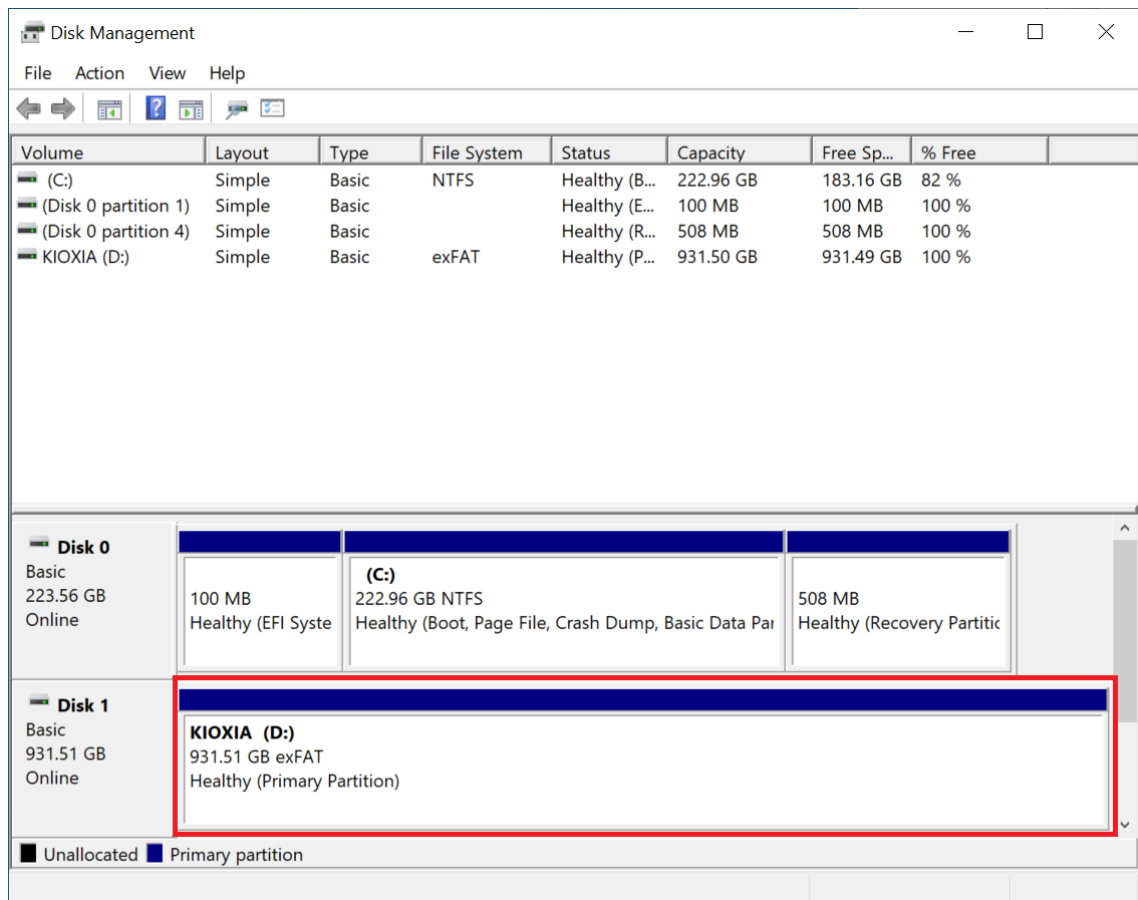 Disk Management
File Action View Help
Volume Layout Type File System Status Capacity Free Sp... % Free
(C:) Simple Basic NTFS Healthy (B... 222.96 GB 183.16 GB 82 %
(Disk 0 partition 1) Simple Basic Healthy (E... 100 MB 100 MB 100 %
(Disk 0 partition 4) Simple Basic Healthy (R... 508 MB 508 MB 100 %
KIOXIA (D:) Simple Basic exFAT Healthy (P... 931.50 GB 931.49 GB 100 %
Disk 0
Basic
223.56 GB
Online
100 MB
Healthy (EFI Syste
(C:)
222.96 GB NTFS
Healthy (Boot, Page File, Crash Dump, Basic Data Par
508 MB
Healthy (Recovery Partitic
Disk 1
Basic
931.51 GB
Online
KIOXIA (D:)
931.51 GB exFAT
Healthy (Primary Partition)
Unallocated Primary partition